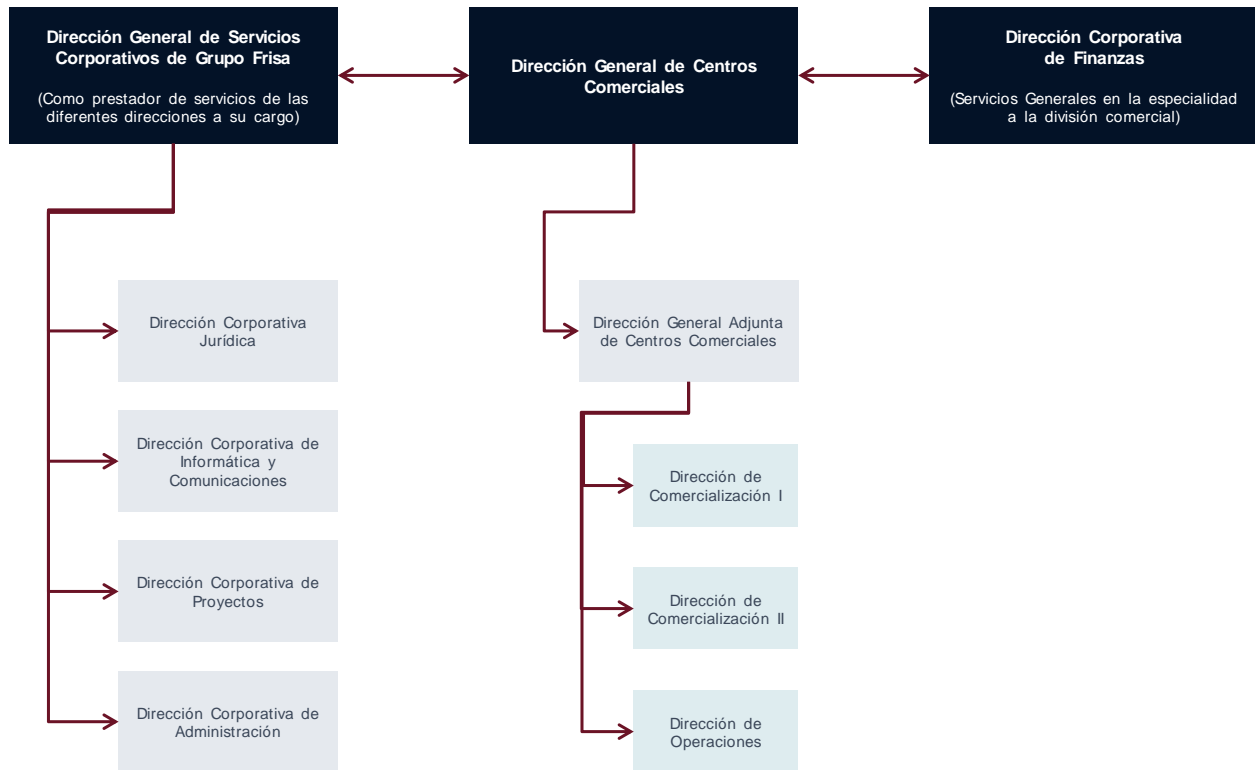 Dirección General de Servicios
Corporativos de Grupo Frisa
(Como prestador de servicios de las
diferentes direcciones a su cargo)
Dirección General de Centros
Comerciales
Dirección Corporativa
de Finanzas
(Servicios Generales en la especialidad
a la división comercial)
Dirección Corporativa
Jurídica
Dirección Corporativa de
Informática y
Comunicaciones
Dirección Corporativa de
Proyectos
Dirección Corporativa de
Administración
Dirección General Adjunta
de Centros Comerciales
Dirección de
Comercialización I
Dirección de
Comercialización II
Dirección de
Operaciones